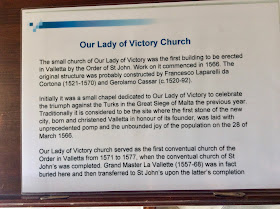 Our Lady of Victory Church
The small church of Our Lady of Victory was the first building to be erected
in Valletta by the Order of St John. Work on it commenced in 1566. The
original structure was probably constructed by Francesco Laparelli da
Cortona (1521-1570) and Gerolamo Cassar (c.1520-92).
Initially it was a small chapel dedicated to Our Lady of Victory to celebrate
the triumph against the Turks in the Great Siege of Malta the previous year.
Traditionally it is considered to be the site where the first stone of the new
city, born and christened Valletta in honour of its founder, was laid with
unprecedented pomp and the unbounded joy of the population on the 28 of
March 1566.
Our Lady of Victory church served as the first conventual church of the
Order in Valletta from 1571 to 1577, when the conventual church of St
John's was completed. Grand Master La Vallette (1557-68) was in fact
buried here and then transferred to St John's upon the latter's completion